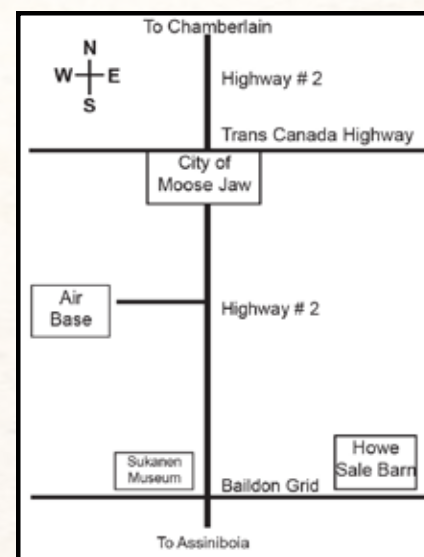 To Chamberlain
N
W E
S
Highway # 2
Trans Canada Highway
City of
Moose Jaw
Air
Base
Highway # 2
Sukanen
Museum
Howe
Sale Barn
Baildon Grid
To Assiniboia